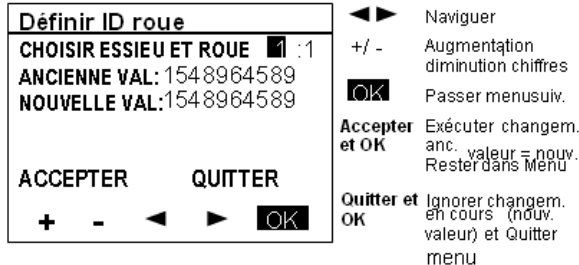 Définir ID roue
CHOISIR ESSIEU ET ROUE 1 :1
ANCIENNE VAL:1548964589
NOUVELLE VAL:1548964589
ACCEPTER QUITTER
+ - ◄ ► OK
◄ ► Naviguer
+/ - Augmentation
diminution chiffres
OK Passer menusuiv.
Accepter et OK Exécuter changem.
anc. valeur = nouv.
Rester dans Menu
Quitter et OK Ignorer changem.
en cours (nouv.
valeur) et Quitter
menu